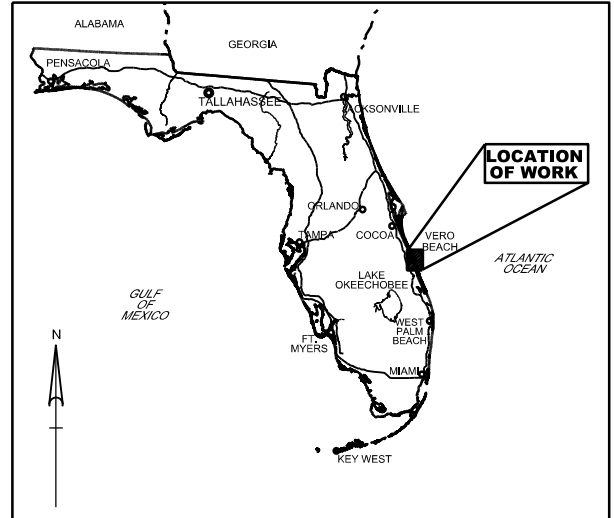 ALABAMA
GEORGIA
PENSACOLA
TALLAHASSEE
JACKSONVILLE
LOCATION
OF WORK
ORLANDO
COCOA
VERO
BEACH
TAMPA
ATLANTIC
OCEAN
LAKE
OKEECHOBEE
GULF
OF
MEXICO
WEST
PALM
BEACH
FT.
MYERS
N
MIAMI
KEY WEST